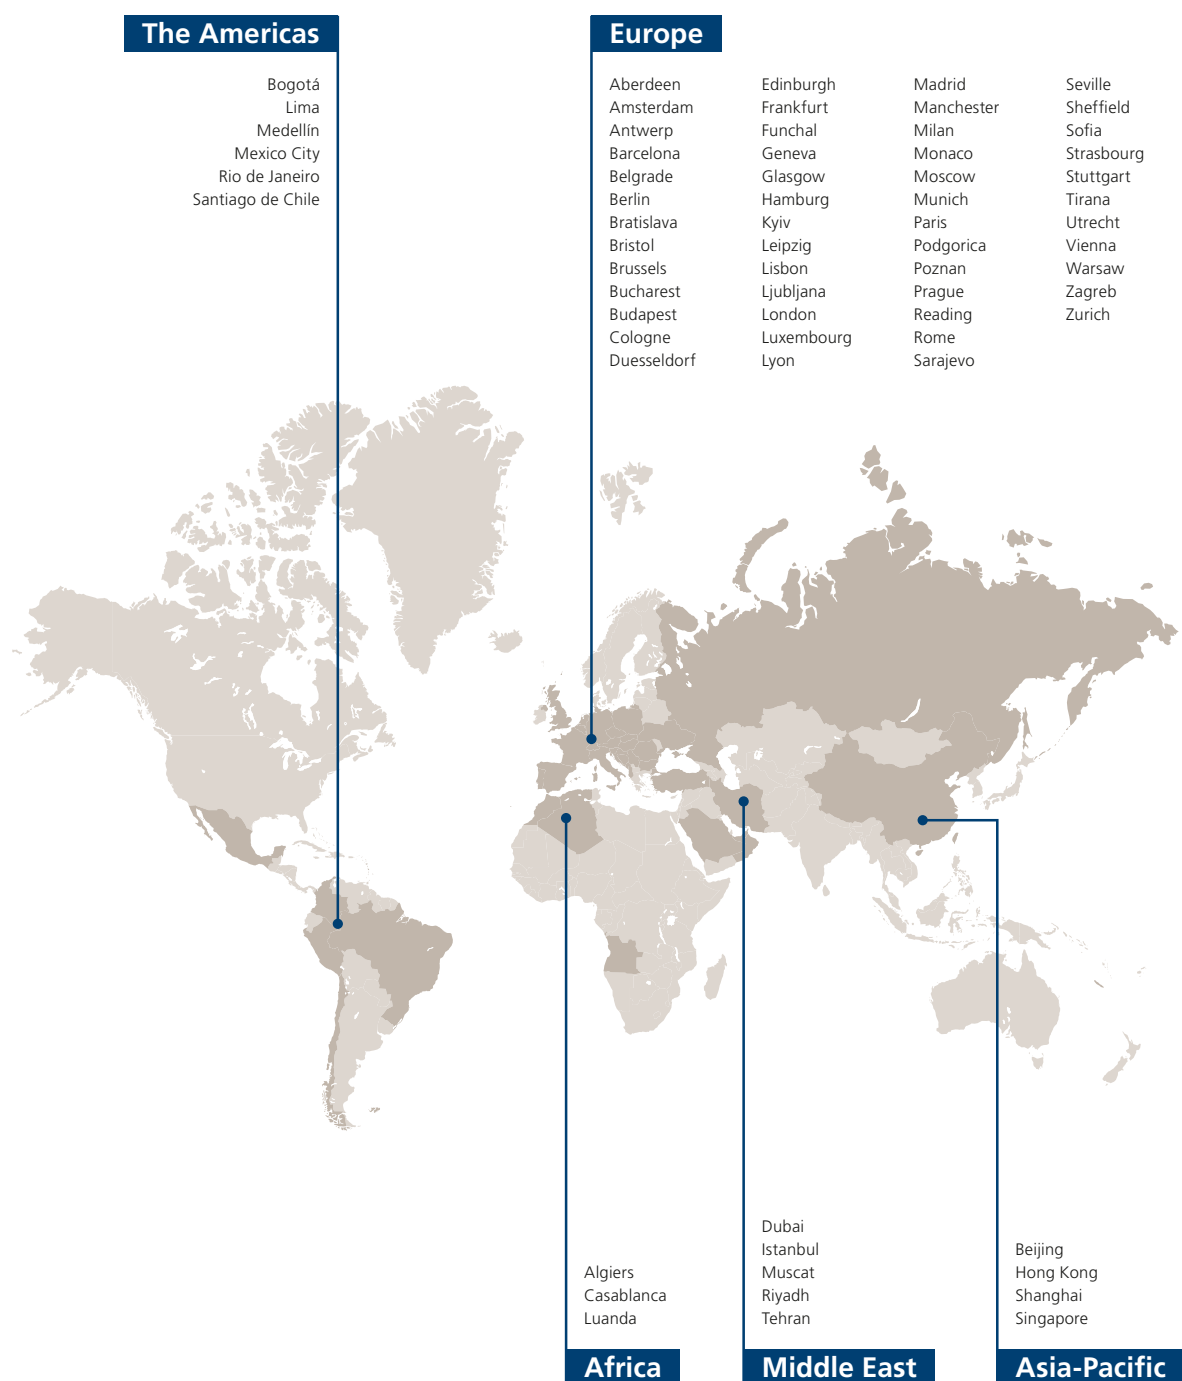 The Americas
Bogotá
Lima
Medellín
Mexico City
Rio de Janeiro
Santiago de Chile
Europe
Aberdeen
Amsterdam
Antwerp
Barcelona
Belgrade
Berlin
Bratislava
Bristol
Brussels
Bucharest
Budapest
Cologne
Duesseldorf
Edinburgh
Frankfurt
Funchal
Geneva
Glasgow
Hamburg
Kyiv
Leipzig
Lisbon
Ljubljana
London
Luxembourg
Lyon
Madrid
Manchester
Milan
Monaco
Moscow
Munich
Paris
Podgorica
Poznan
Prague
Reading
Rome
Sarajevo
Seville
Sheffield
Sofia
Strasbourg
Stuttgart
Tirana
Utrecht
Vienna
Warsaw
Zagreb
Zurich
Algiers
Casablanca
Luanda
Africa
Dubai
Istanbul
Muscat
Riyadh
Tehran
Middle East
Beijing
Hong Kong
Shanghai
Singapore
Asia-Pacific